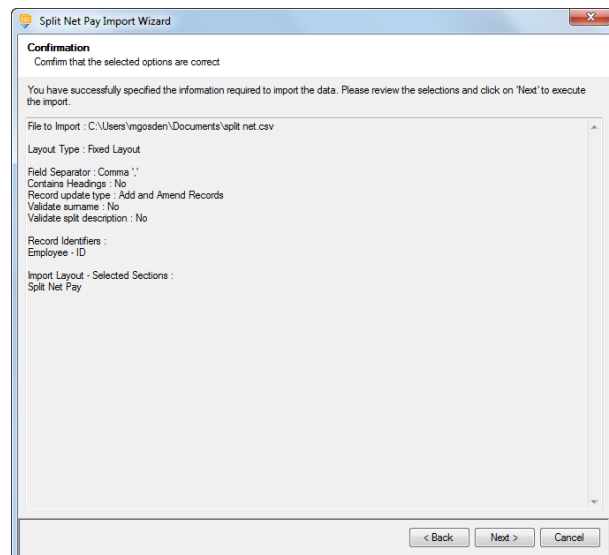 Split Net Pay Import Wizard
Confirmation
Comfirm that the selected options are correct
You have successfully specified the information required to import the data. Please review the selections and click on 'Next' to execute
the import.
File to Import : C:\Users\mgosden\Documents\split net.csv
Layout Type : Fixed Layout
Field Separator : Comma ','
Contains Headings : No
Record update type : Add and Amend Records
Validate surname : No
Validate split description : No
Record Identifiers :
Employee - ID
Import Layout - Selected Sections :
Split Net Pay
< Back Next > Cancel